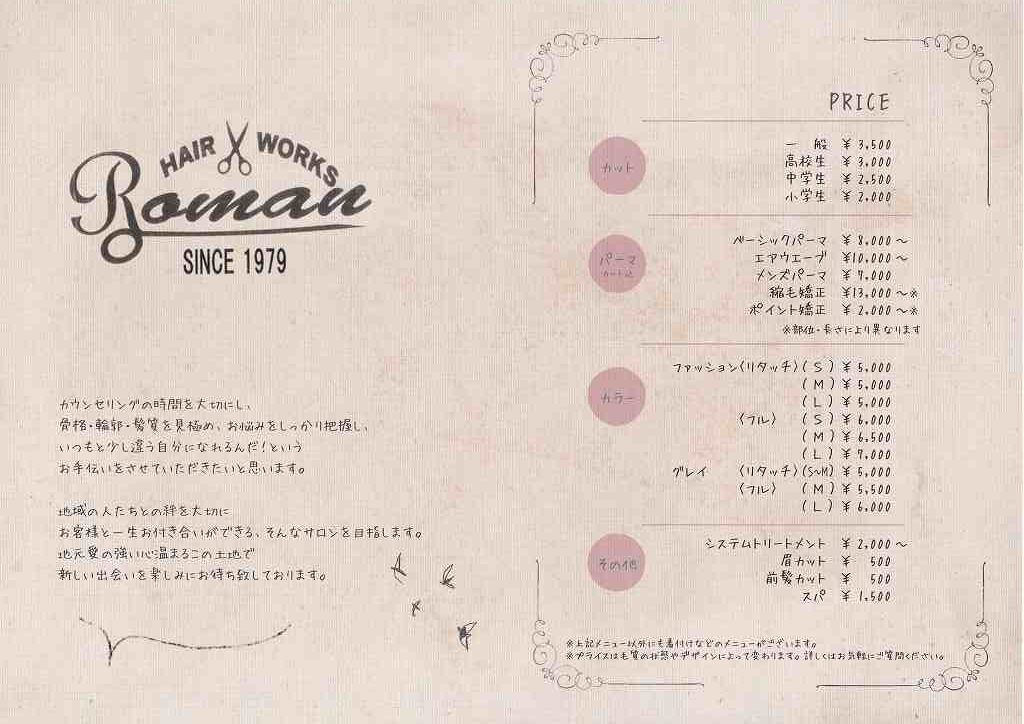 HAIR WORKS
Roman
SINCE 1979
カウンセリングの時間を大切にし、
骨格・輪郭・髪質を見極め、お悩みをしっかり把握し、
いつもと少し違う自分になれるんだ!という
お手伝いをさせていただきたいと思います。
地域の人たちとの絆を大切に
お客様と一生お付き合いができる、そんなサロンを目指します。
地元愛の強い心温まるこの土地で
新しい出会いを楽しみにお待ち致しております。
PRICE
カット
一 般 ¥3,500
高校生 ¥3,000
中学生 ¥2,500
小学生 ¥2,000
パーマ
カット込
ベーシックパーマ ¥8,000~
エアウエーブ ¥10,000~
メンズパーマ ¥7,000
縮毛矯正 ¥13,000~※
ポイント矯正 ¥2,000~※
※部位・長さにより異なります
カラー
ファッション〈リタッチ〉(S) ¥5,000
(M) ¥5,000
(L) ¥5,000
〈フル〉 (S) ¥6,000
(M) ¥6,500
(L) ¥7,000
グレイ 〈リタッチ〉(S~M) ¥5,000
〈フル〉 (M) ¥5,500
(L) ¥6,000
その他
システムトリートメント ¥2,000~
眉カット ¥ 500
前髪カット ¥ 500
スパ ¥1,500
※上記メニュー以外にも着付けなどのメニューがございます。
※プライスは毛質の状態やデザインによって変わります。詳しくはお気軽にご質問ください。